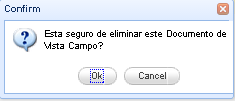 Confirm
Esta seguro de eliminar este Documento de
Vista Campo?
Ok
Cancel